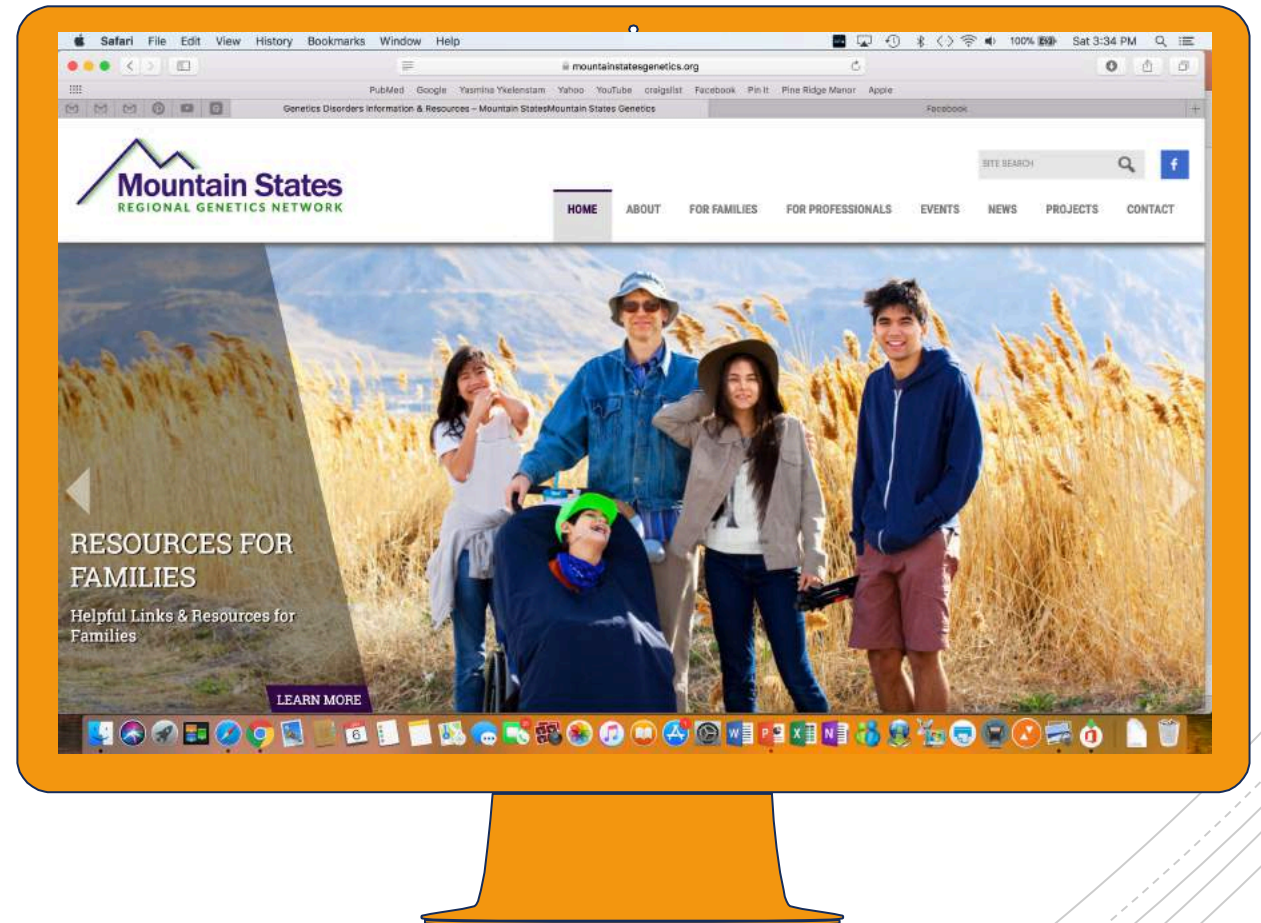 Safari File Edit View History Bookmarks Window Help 100% Sat 3:34 PM
mountainstatesgenetics.org
PubMed Google Yasmina Ykelenstam Yahoo YouTube craigslist Facebook Pin It Pine Ridge Manor Apple
Genetics Disorders Information & Resources – Mountain StatesMountain States Genetics Facebook
SITE SEARCH f
Mountain States
REGIONAL GENETICS NETWORK
HOME ABOUT FOR FAMILIES FOR PROFESSIONALS EVENTS NEWS PROJECTS CONTACT
RESOURCES FOR
FAMILIES
Helpful Links & Resources for
Families
LEARN MORE
6 W P X N